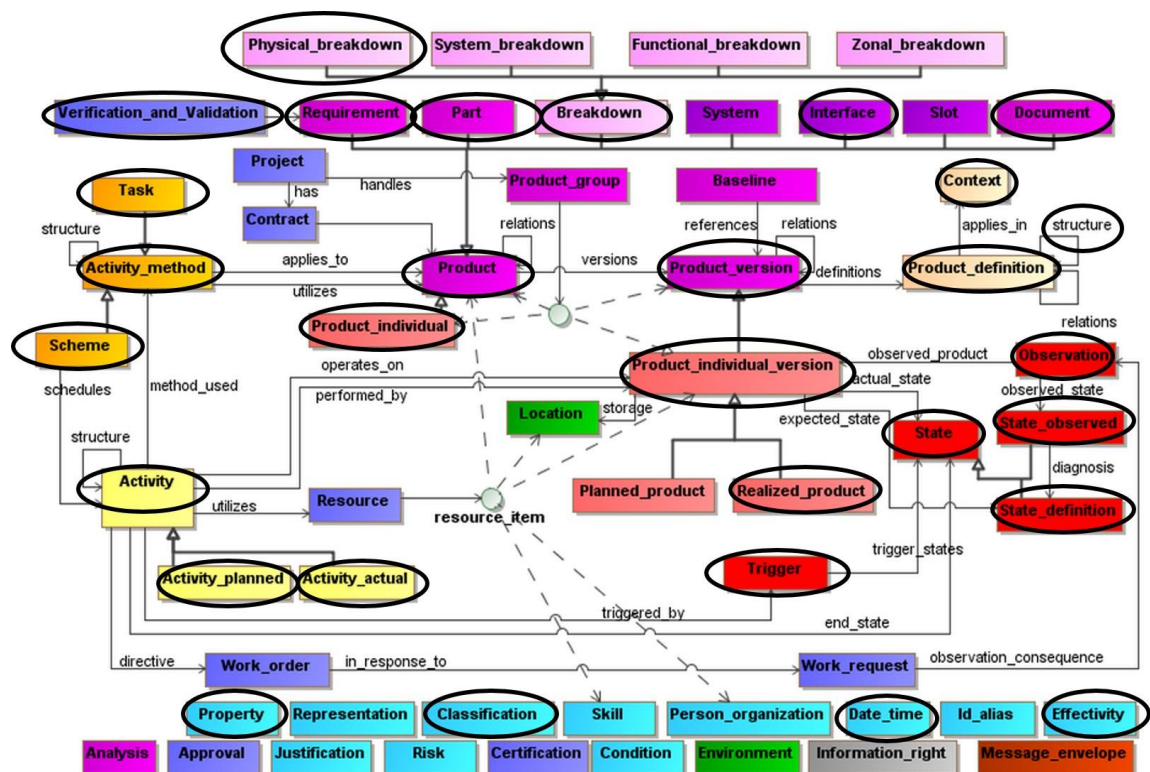 Physical_breakdown System_breakdown Functional_breakdown Zonal_breakdown
Verification_and_Validation Requirement Part Breakdown System Interface Slot Document
Project
has
handles
Product_group
Baseline
Context
Task
Contract
relations
references
relations
applies_in
structure
structure
Activity_method
applies_to
utilizes
Product
versions
Product_version
definitions
Product_definition
Product_individual
relations
Scheme
schedules
method_used
operates_on
performed_by
Product_individual_version
observed_product
actual_state
Observation
observed_state
Location
storage
expected_state
State
State_observed
structure
diagnosis
Activity
utilizes
Resource
resource_item
Planned_product
Realized_product
State_definition
trigger_states
Activity_planned
Activity_actual
Trigger
triggered_by
end_state
directive
Work_order
in_response_to
Work_request
observation_consequence
Property Representation Classification Skill Person_organization Date_time Id_alias Effectivity
Analysis Approval Justification Risk Certification Condition Environment Information_right Message_envelope